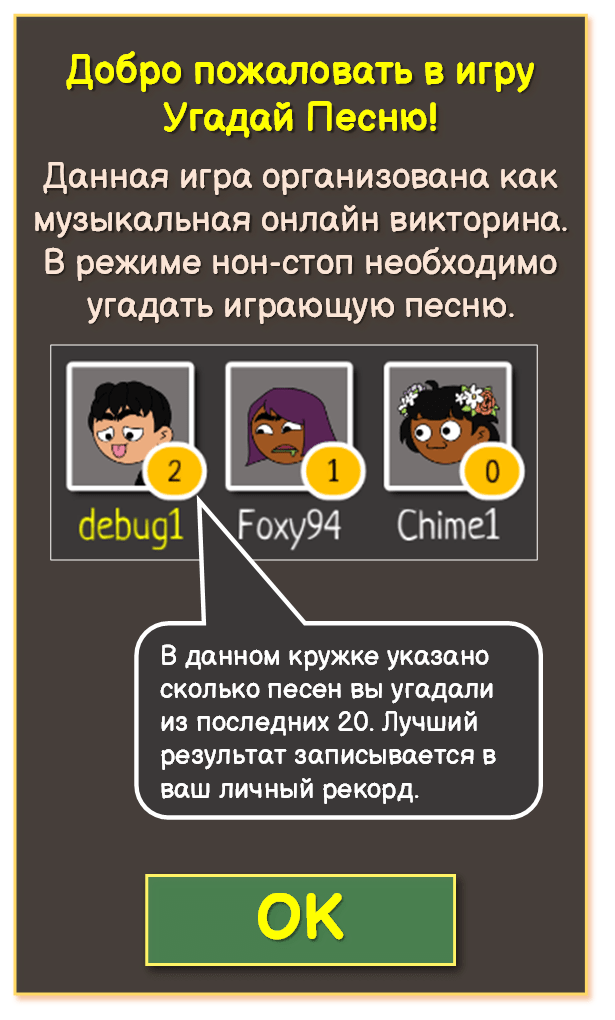 Добро пожаловать в игру
Угадай Песню!
Данная игра организована как
музыкальная онлайн викторина.
В режиме нон-стоп необходимо
угадать играющую песню.
2 1 0
debug1 Foxy94 Chime1
В данном кружке указано
сколько песен вы угадали
из последних 20. Лучший
результат записывается в
ваш личный рекорд.
OK